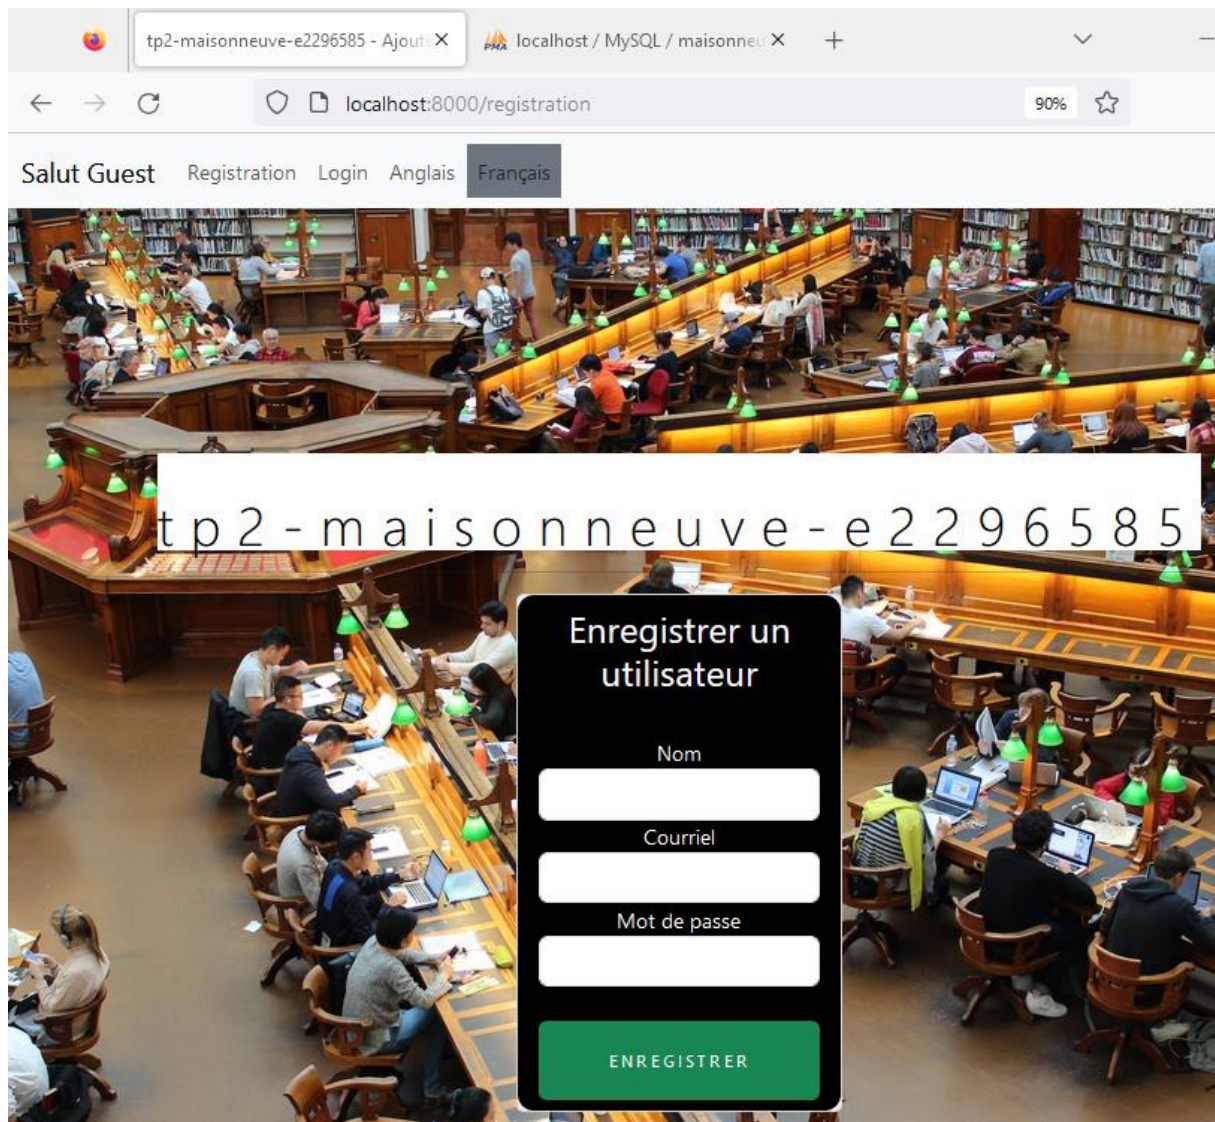 tp2-maisonneuve-e2296585 - Ajout
localhost / MySQL / maisonneu
localhost:8000/registration
90%
Salut Guest
Registration
Login
Anglais
Français
tp2-maisonneuve-e2296585
Enregistrer un
utilisateur
Nom
Courriel
Mot de passe
ENREGISTRER